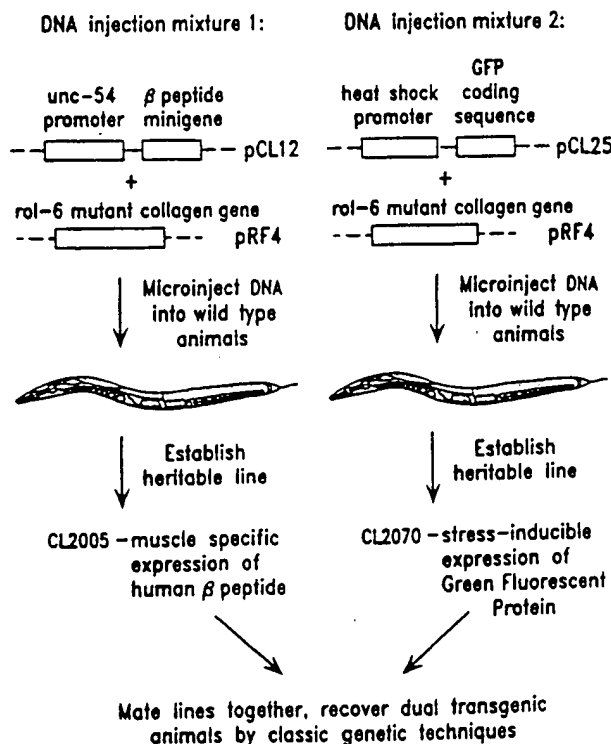 DNA injection mixture 1:
unc-54
promoter
β peptide
minigene
pCL12
+
rol-6 mutant collagen gene
pRF4
Microinject DNA
into wild type
animals
Establish
heritable line
CL2005 – muscle specific
expression of
human β peptide
DNA injection mixture 2:
heat shock
promoter
GFP
coding
sequence
pCL25
+
rol-6 mutant collagen gene
pRF4
Microinject DNA
into wild type
animals
Establish
heritable line
CL2070 – stress-inducible
expression of
Green Fluorescent
Protein
Mate lines together, recover dual transgenic
animals by classic genetic techniques